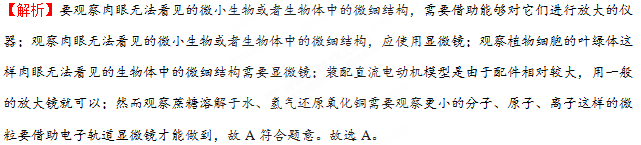 【解析】要观察肉眼无法看见的微小生物或者生物体中的微细结构，需要借助能够对它们进行放大的仪
器；观察肉眼无法看见的微小生物或者生物体中的微细结构，应使用显微镜；观察植物细胞的叶绿体这
样肉眼无法看见的生物体中的微细结构需要显微镜；装配直流电动机模型是由于配件相对较大，用一般
的放大镜就可以；然而观察蔗糖溶解于水、氢气还原氧化铜需要观察更小的分子、原子、离子这样的微
粒要借助电子轨道显微镜才能做到，故 A 符合题意。故选 A。